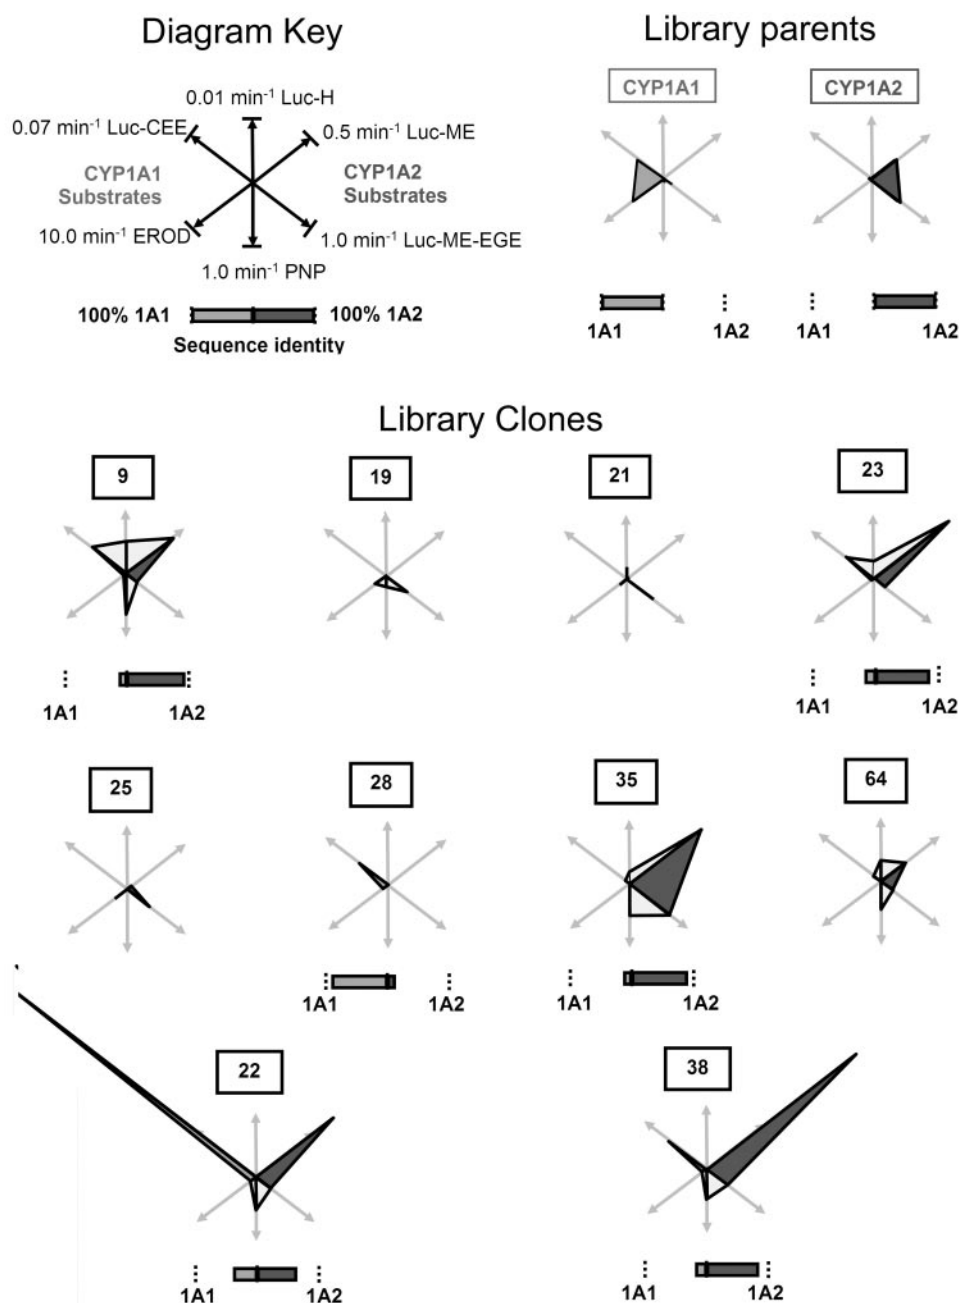 Diagram Key
0.01 min⁻¹ Luc-H
0.07 min⁻¹ Luc-CEE
0.5 min⁻¹ Luc-ME
CYP1A1
Substrates
CYP1A2
Substrates
10.0 min⁻¹ EROD
1.0 min⁻¹ Luc-ME-EGE
1.0 min⁻¹ PNP
100% 1A1
100% 1A2
Sequence identity
Library parents
CYP1A1
CYP1A2
1A1
1A2
1A1
1A2
Library Clones
9
19
21
23
1A1
1A2
1A1
1A2
25
28
35
64
1A1
1A2
1A1
1A2
22
38
1A1
1A2
1A1
1A2